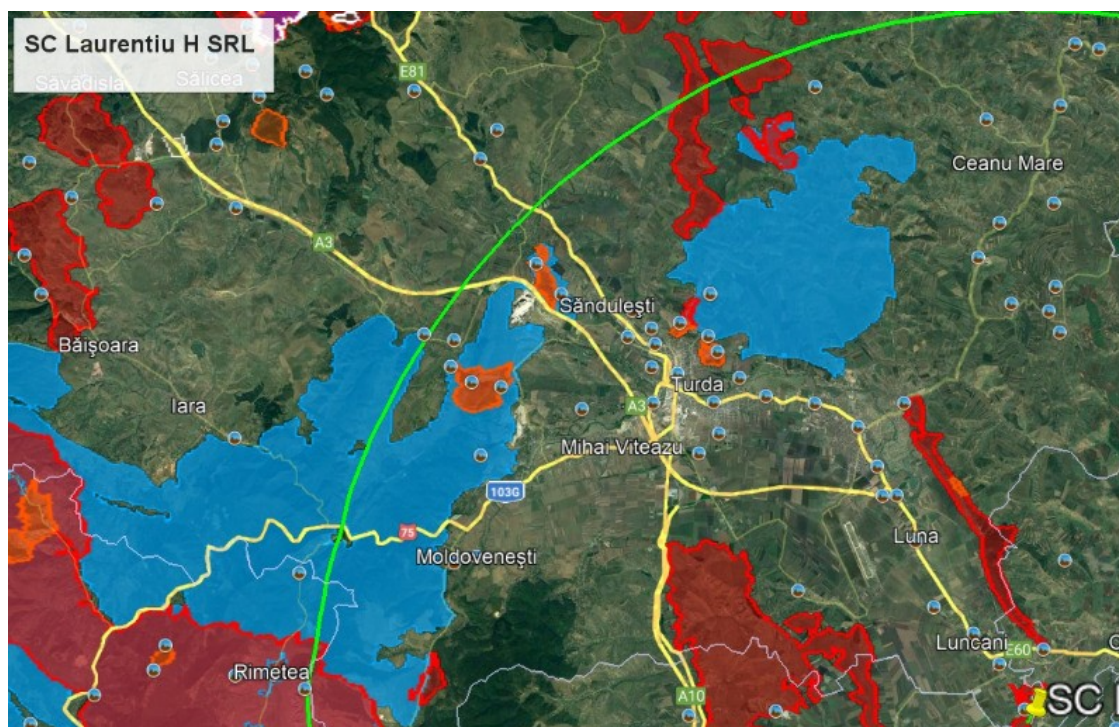 SC Laurentiu H SRL
E81
Săvădisla
Sălicea
Ceanu Mare
A3
Săndulești
Băișoara
Iara
Turda
A3
Mihai Viteazu
103G
75
Moldovenești
Luna
Luncani
E60
Rimetea
A10
SC